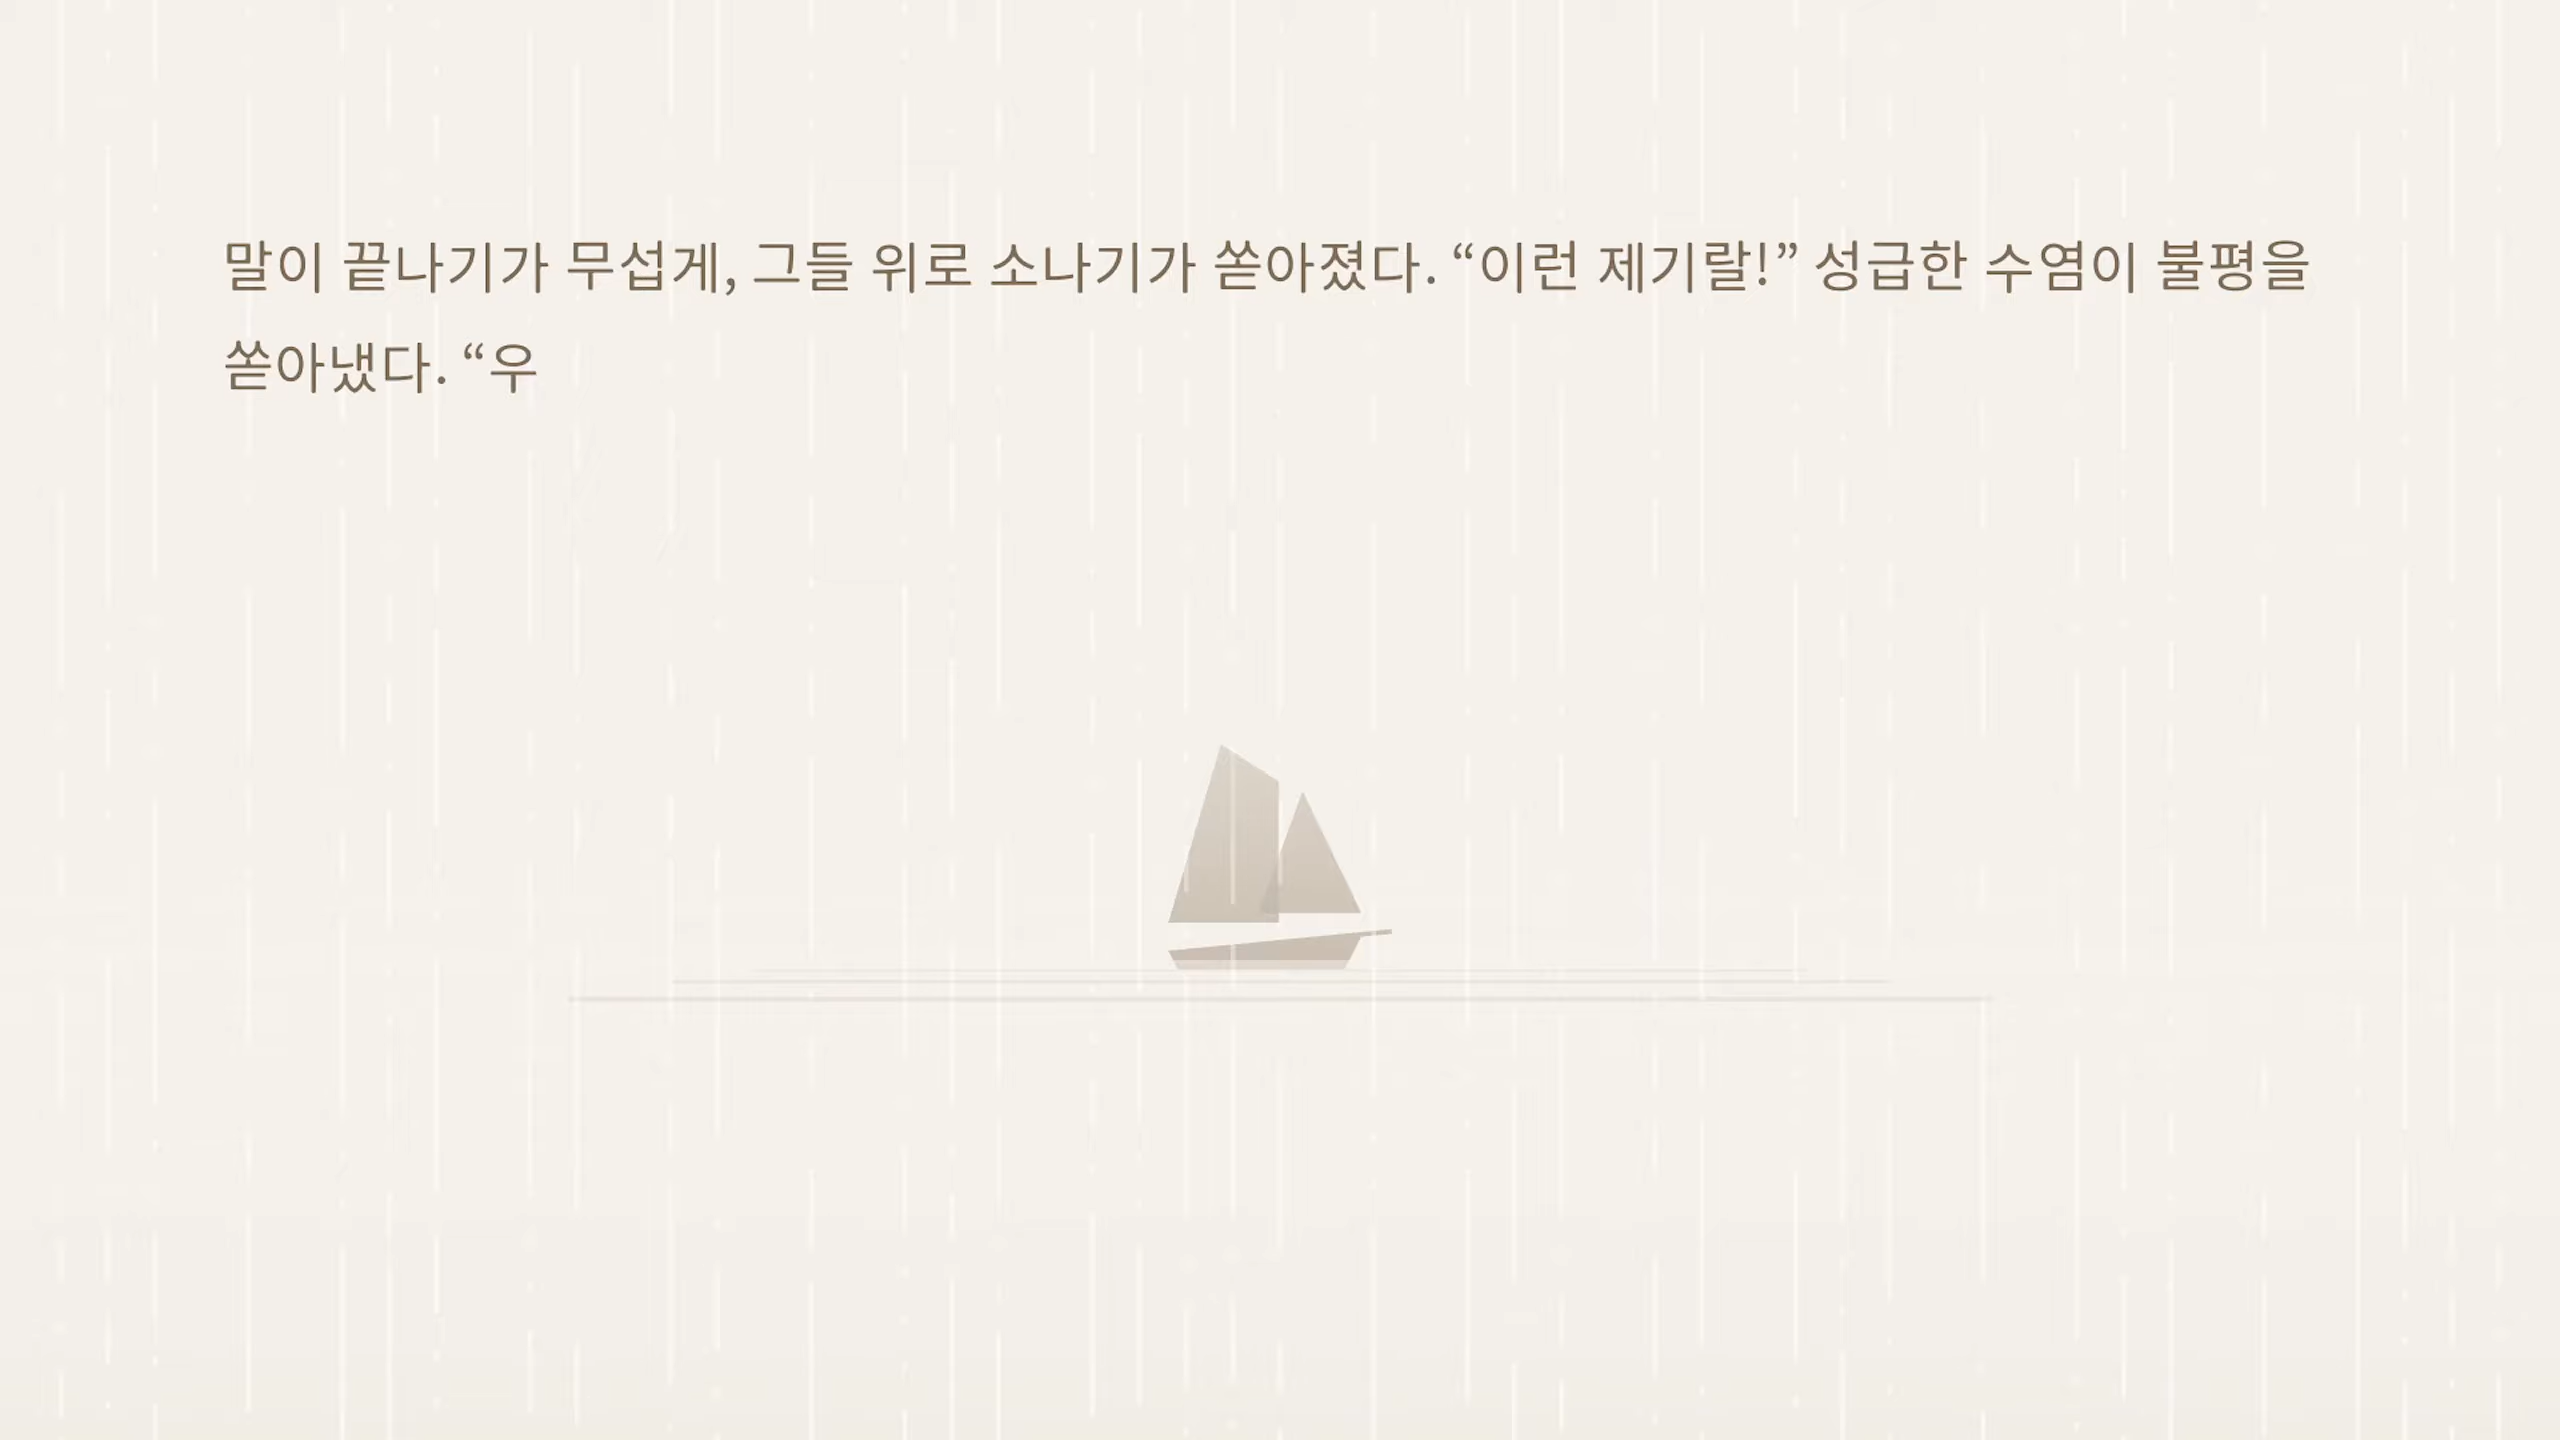 말이 끝나기가 무섭게, 그들 위로 소나기가 쏟아졌다. “이런 제기랄!” 성급한 수염이 불평을
쏟아냈다. “우